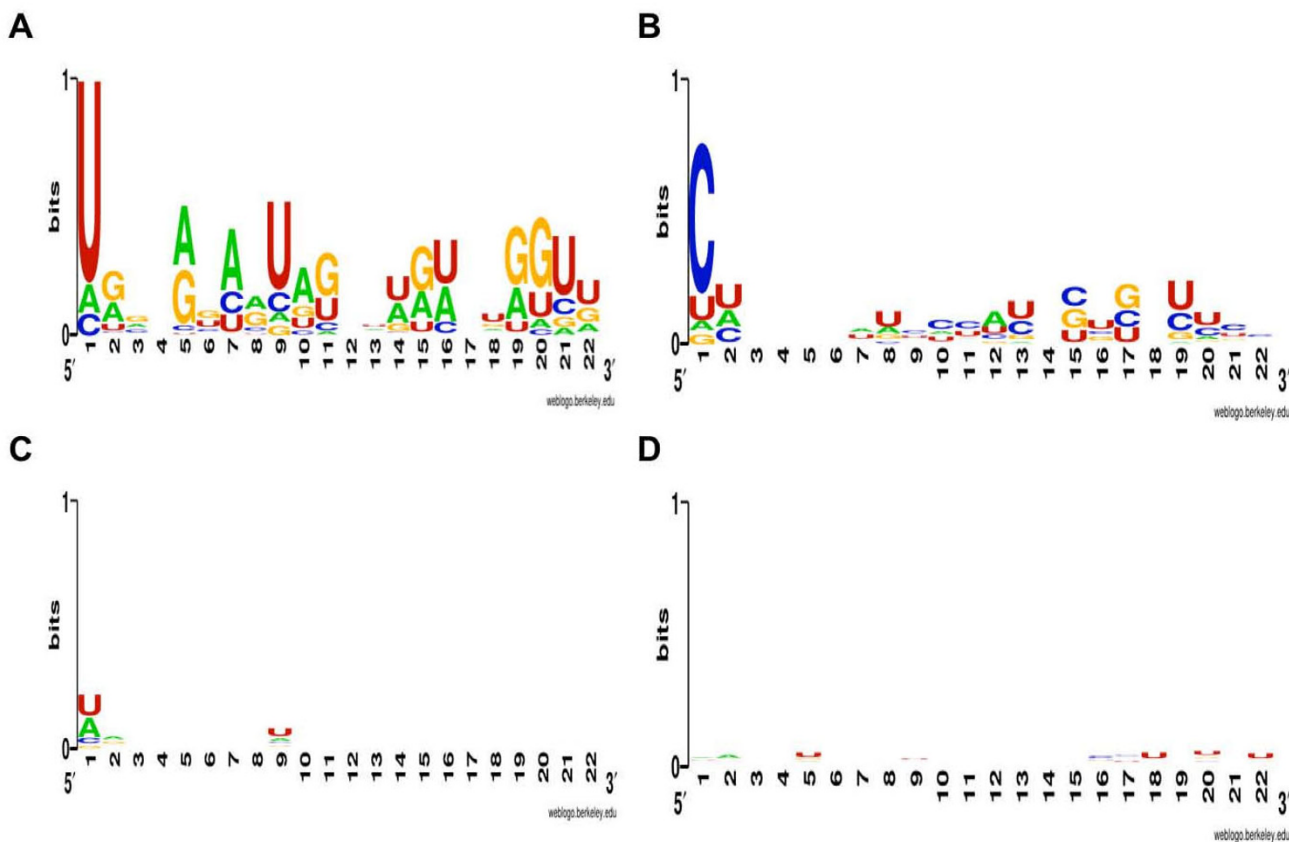 A
1
bits
0
U A C
G A U
G A C
A G C
G U C
A C U
A G C
U C A G
A G U C
G U C A
U A G
G A U
U A C
U
G A U
G U A C
U C G A
U G A
5′ 1 2 3 4 5 6 7 8 9 10 11 12 13 14 15 16 17 18 19 20 21 22 3′
weblogo.berkeley.edu
B
1
bits
0
C U A G
U A C
A U
U A
C A U
C U
A U
U C
C G U
U
G C U
U C G
U C A
C
5′ 1 2 3 4 5 6 7 8 9 10 11 12 13 14 15 16 17 18 19 20 21 22 3′
weblogo.berkeley.edu
C
1
bits
0
U A C
U A
5′ 1 2 3 4 5 6 7 8 9 10 11 12 13 14 15 16 17 18 19 20 21 22 3′
weblogo.berkeley.edu
D
1
bits
0
A
U
U
U
U
5′ 1 2 3 4 5 6 7 8 9 10 11 12 13 14 15 16 17 18 19 20 21 22 3′
weblogo.berkeley.edu